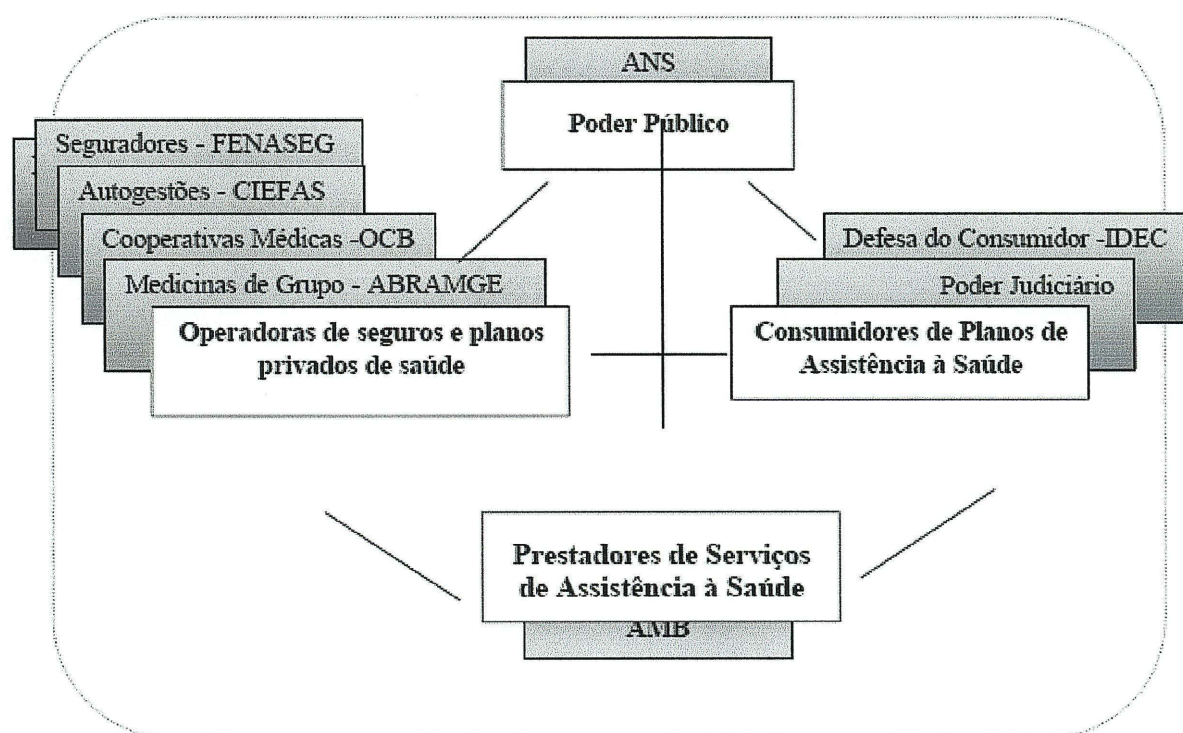 ANS
Poder Público
Seguradores - FENASEG
Autogestões - CIEFAS
Cooperativas Médicas -OCB
Medicinas de Grupo - ABRAMGE
Operadoras de seguros e planos
privados de saúde
Defesa do Consumidor -IDEC
Poder Judiciário
Consumidores de Planos de
Assistência à Saúde
Prestadores de Serviços
de Assistência à Saúde
AMB